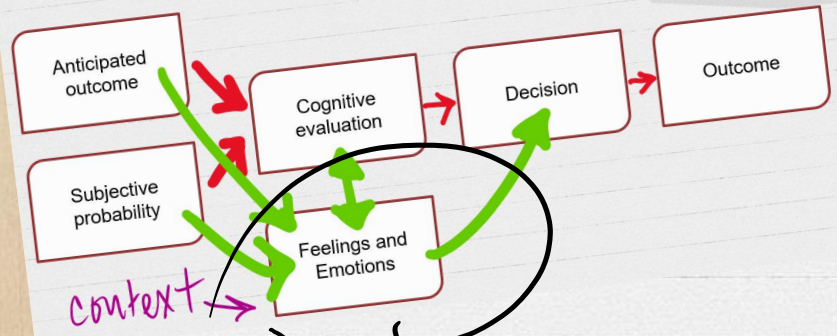 Anticipated
outcome
Cognitive
evaluation
Decision
Outcome
Subjective
probability
Feelings and
Emotions
context